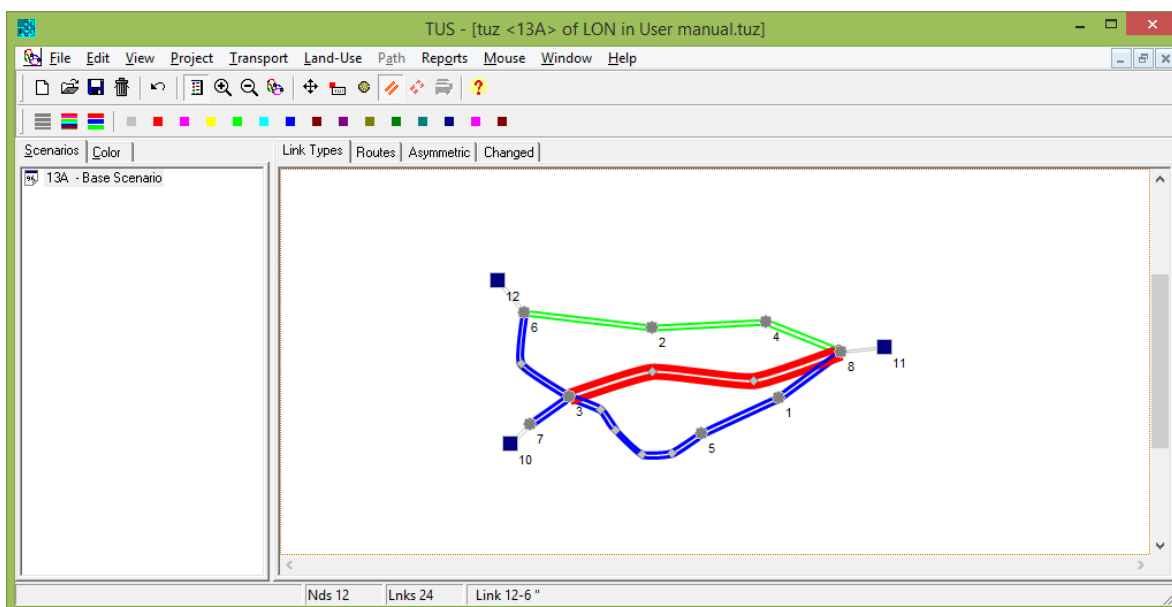 TUS - [tuz <13A> of LON in User manual.tuz]
File Edit View Project Transport Land-Use Path Reports Mouse Window Help
Scenarios Color Link Types Routes Asymmetric Changed
13A - Base Scenario
12
6
2
4
8
11
3
1
7
5
10
Nds 12 Lnks 24 Link 12-6 "